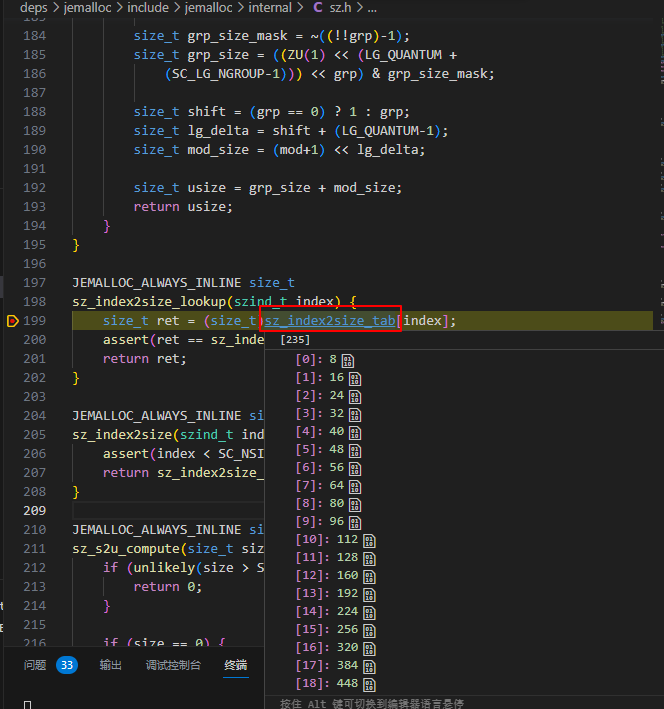 deps > jemalloc > include > jemalloc > internal > C sz.h > ...
184 size_t grp_size_mask = ~((!!grp)-1);
185 size_t grp_size = ((ZU(1) << (LG_QUANTUM +
186 (SC_LG_NGROUP-1))) << grp) & grp_size_mask;
187
188 size_t shift = (grp == 0) ? 1 : grp;
189 size_t lg_delta = shift + (LG_QUANTUM-1);
190 size_t mod_size = (mod+1) << lg_delta;
191
192 size_t usize = grp_size + mod_size;
193 return usize;
194 }
195 }
196
197 JEMALLOC_ALWAYS_INLINE size_t
198 sz_index2size_lookup(szind_t index) {
199 size_t ret = (size_t)sz_index2size_tab[index];
200 assert(ret == sz_inde
201 return ret;
202 }
203
204 JEMALLOC_ALWAYS_INLINE si
205 sz_index2size(szind_t ind
206 assert(index < SC_NSI
207 return sz_index2size_
208 }
209
210 JEMALLOC_ALWAYS_INLINE si
211 sz_s2u_compute(size_t siz
212 if (unlikely(size > S
213 return 0;
214 }
215
216 if (size == 0) {
[235]
[0]: 8
[1]: 16
[2]: 24
[3]: 32
[4]: 40
[5]: 48
[6]: 56
[7]: 64
[8]: 80
[9]: 96
[10]: 112
[11]: 128
[12]: 160
[13]: 192
[14]: 224
[15]: 256
[16]: 320
[17]: 384
[18]: 448
按住 Alt 键可切换到编辑器语言悬停
问题 33 输出 调试控制台 终端